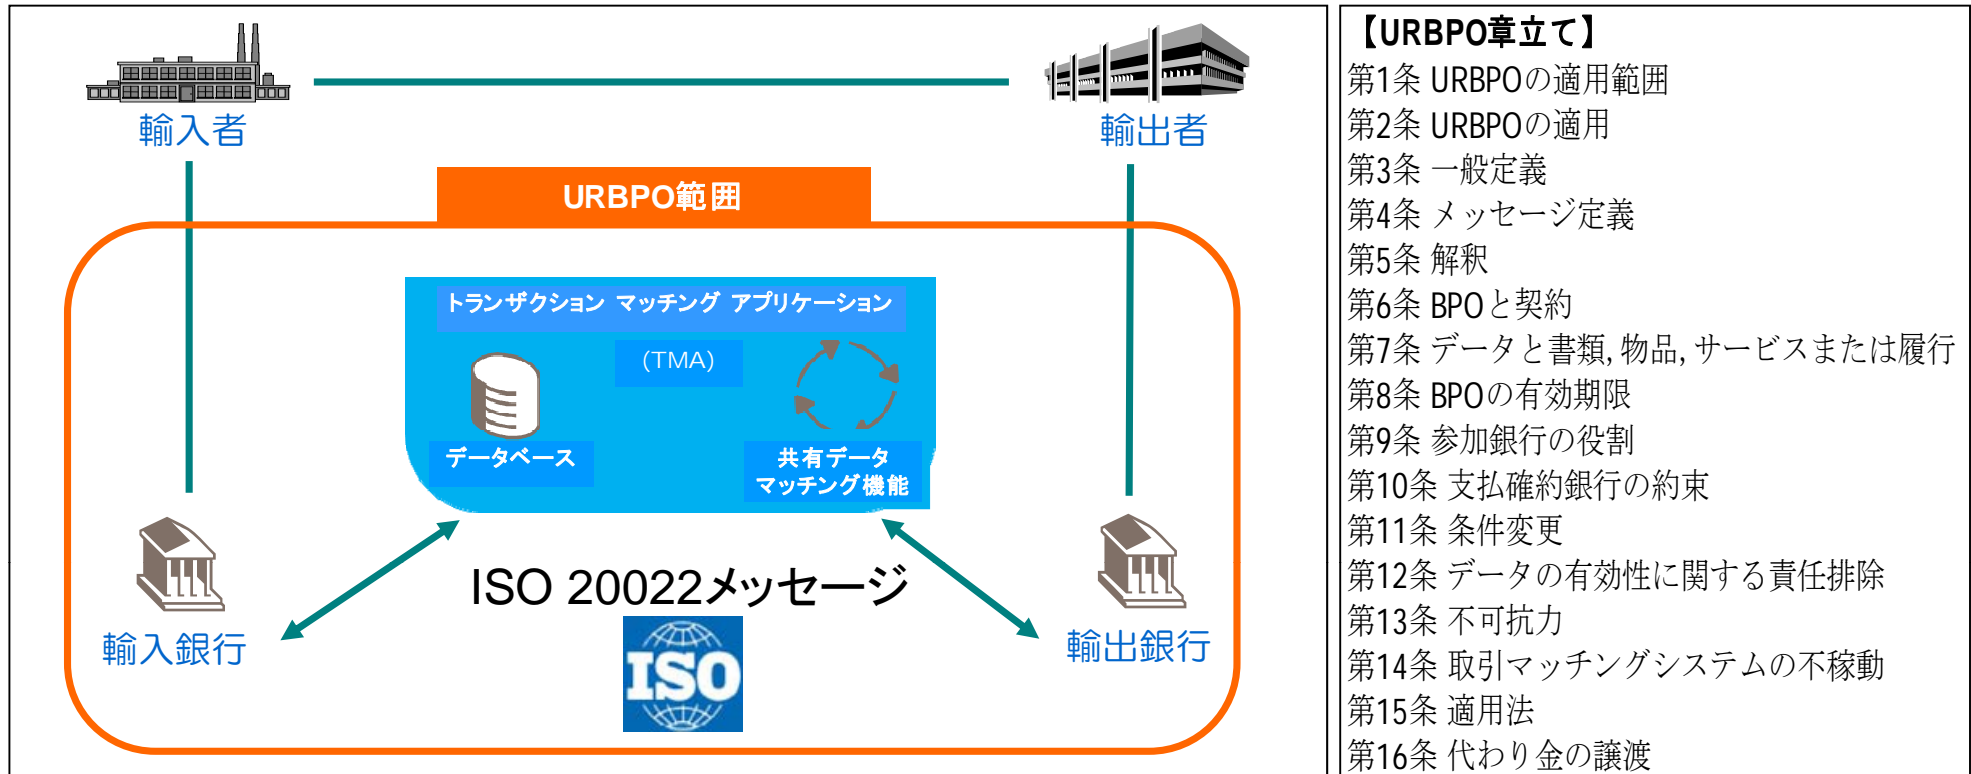 輸入者
輸出者
URBPO範囲
トランザクション マッチング アプリケーション
(TMA)
データベース
共有データ
マッチング機能
ISO 20022メッセージ
ISO
輸入銀行
輸出銀行
【URBPO章立て】
第1条 URBPOの適用範囲
第2条 URBPOの適用
第3条 一般定義
第4条 メッセージ定義
第5条 解釈
第6条 BPOと契約
第7条 データと書類, 物品, サービスまたは履行
第8条 BPOの有効期限
第9条 参加銀行の役割
第10条 支払確約銀行の約束
第11条 条件変更
第12条 データの有効性に関する責任排除
第13条 不可抗力
第14条 取引マッチングシステムの不稼動
第15条 適用法
第16条 代わり金の譲渡